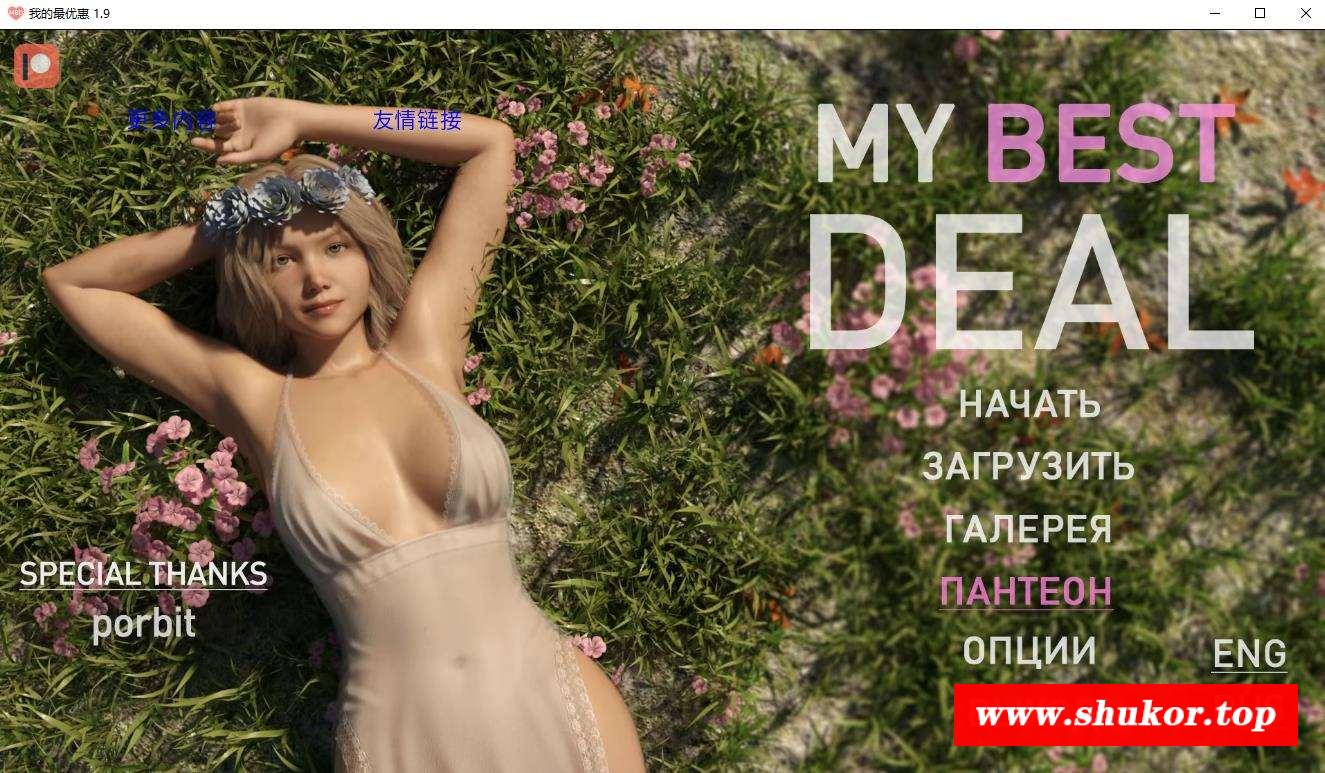 我的最优惠 1.9
更多内容
友情链接
MY BEST
DEAL
НАЧАТЬ
ЗАГРУЗИТЬ
ГАЛЕРЕЯ
ПАНТЕОН
ОПЦИИ
ENG
SPECIAL THANKS
porbit
www.shukor.top